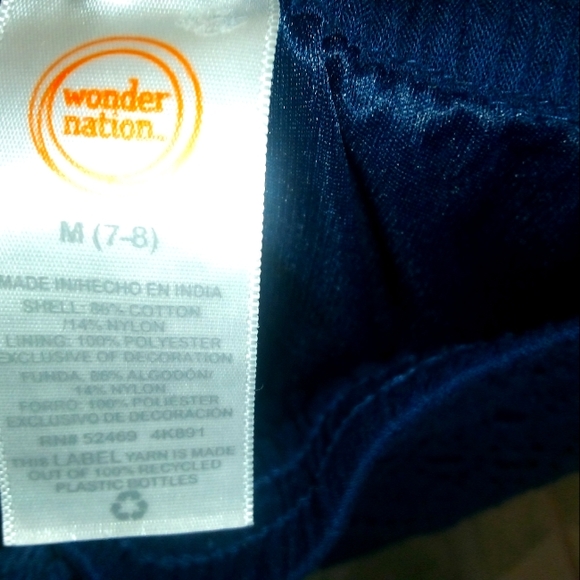 wonder
nation
M (7-8)
MADE IN/HECHO EN INDIA
SHELL: 86% COTTON
/14% NYLON
LINING: 100% POLYESTER
EXCLUSIVE OF DECORATION
FUNDA: 86% ALGODÓN/
14% NYLON
FORRO: 100% POLIÉSTER
EXCLUSIVO DE DECORACIÓN
RN# 52469 4K891
THIS LABEL YARN IS MADE
OUT OF 100% RECYCLED
PLASTIC BOTTLES